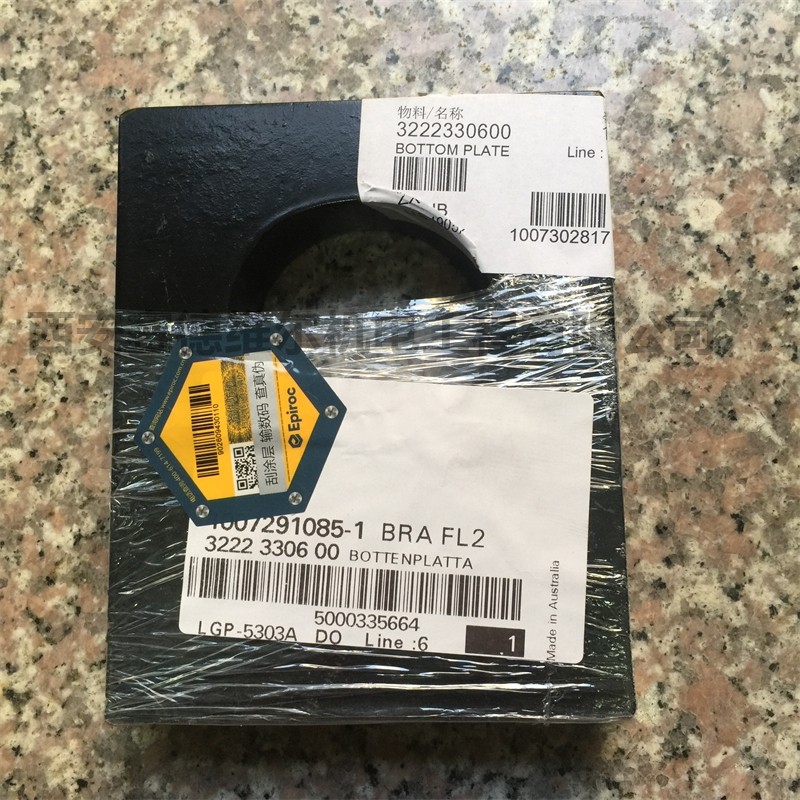 物料/名称
3222330600
BOTTOM PLATE
Line :
1007302817
Epiroc
刮涂层 输数码 查真伪
902609430110
1007291085-1 BRA FL2
3222 3306 00 BOTTENPLATTA
5000335664
LGP-5303A DO Line :6
.1
Made in Australia